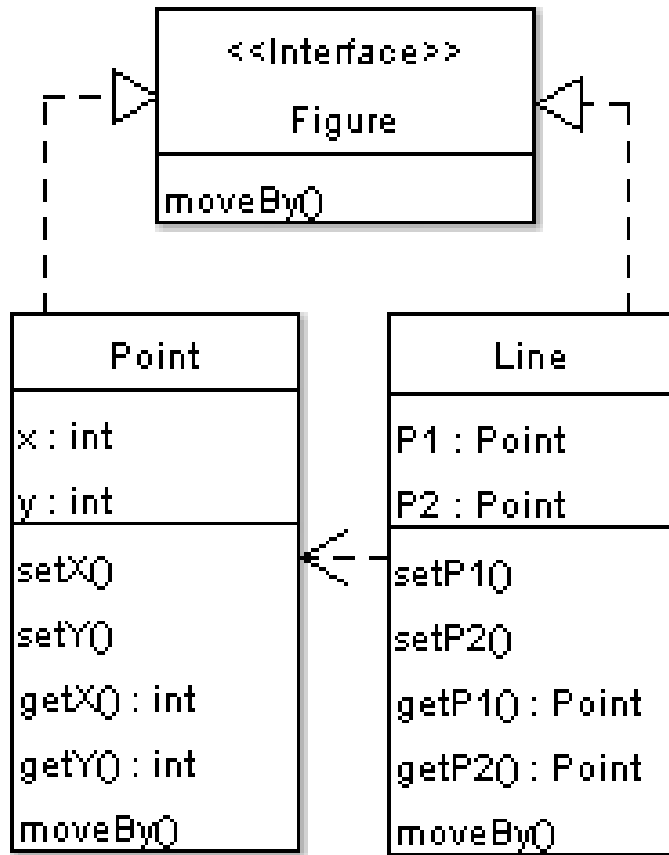 <<Interface>>
Figure
moveBy()
Point
x : int
y : int
setX()
setY()
getX() : int
getY() : int
moveBy()
Line
P1 : Point
P2 : Point
setP1()
setP2()
getP1() : Point
getP2() : Point
moveBy()